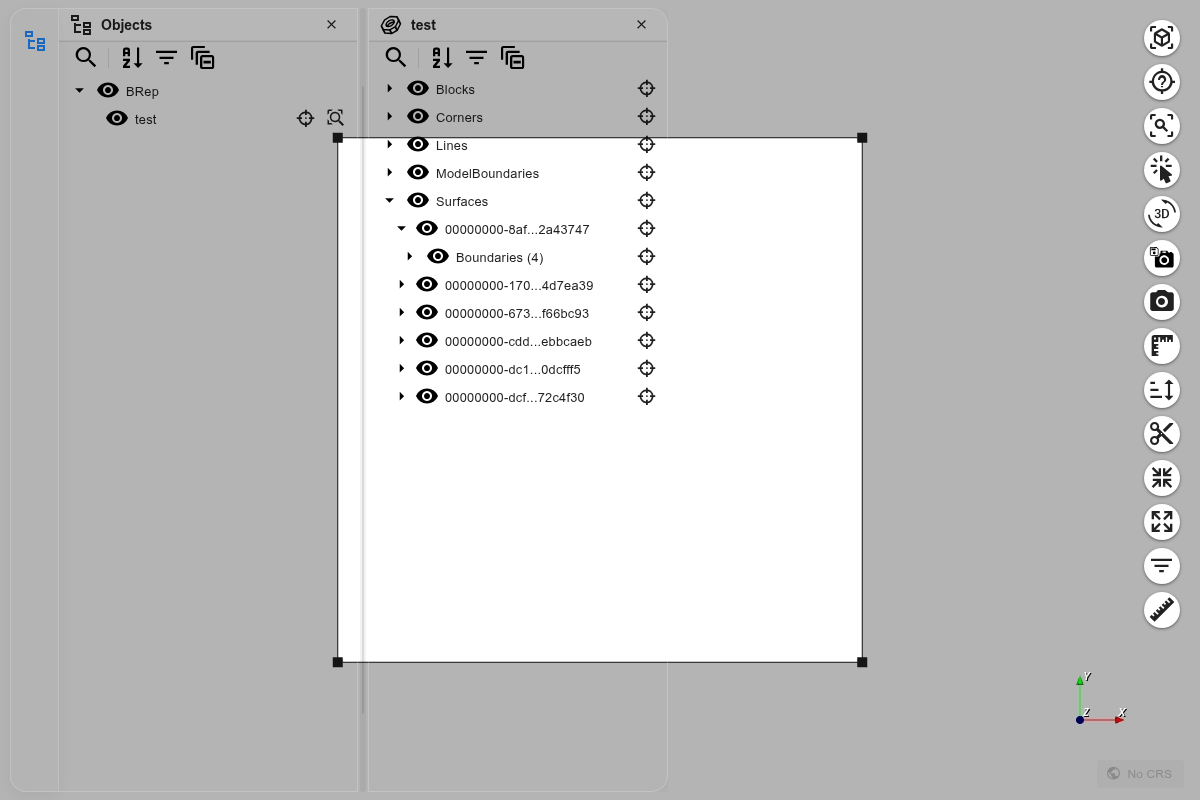 Objects
BRep
test
test
Blocks
Corners
Lines
ModelBoundaries
Surfaces
00000000-8af...2a43747
Boundaries (4)
00000000-170...4d7ea39
00000000-673...f66bc93
00000000-cdd...ebbcaeb
00000000-dc1...0dcfff5
00000000-dcf...72c4f30
3D
Y
Z X
No CRS